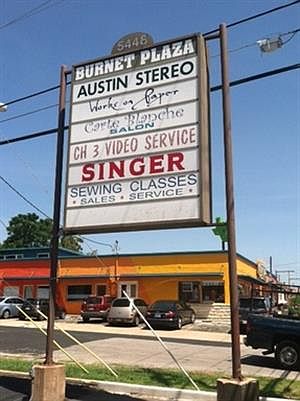 5448
BURNET PLAZA
AUSTIN STEREO
Works on Paper
Carte Blanche
SALON
CH 3 VIDEO SERVICE
SINGER
SEWING CLASSES
* SALES * SERVICE *